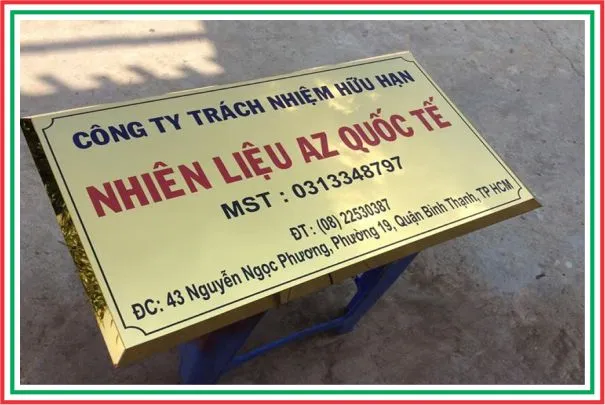 CÔNG TY TRÁCH NHIỆM HỮU HẠN
NHIÊN LIỆU AZ QUỐC TẾ
MST : 0313348797
ĐT : (08) 22530387
ĐC: 43 Nguyễn Ngọc Phương, Phường 19, Quận Bình Thạnh, TP HCM